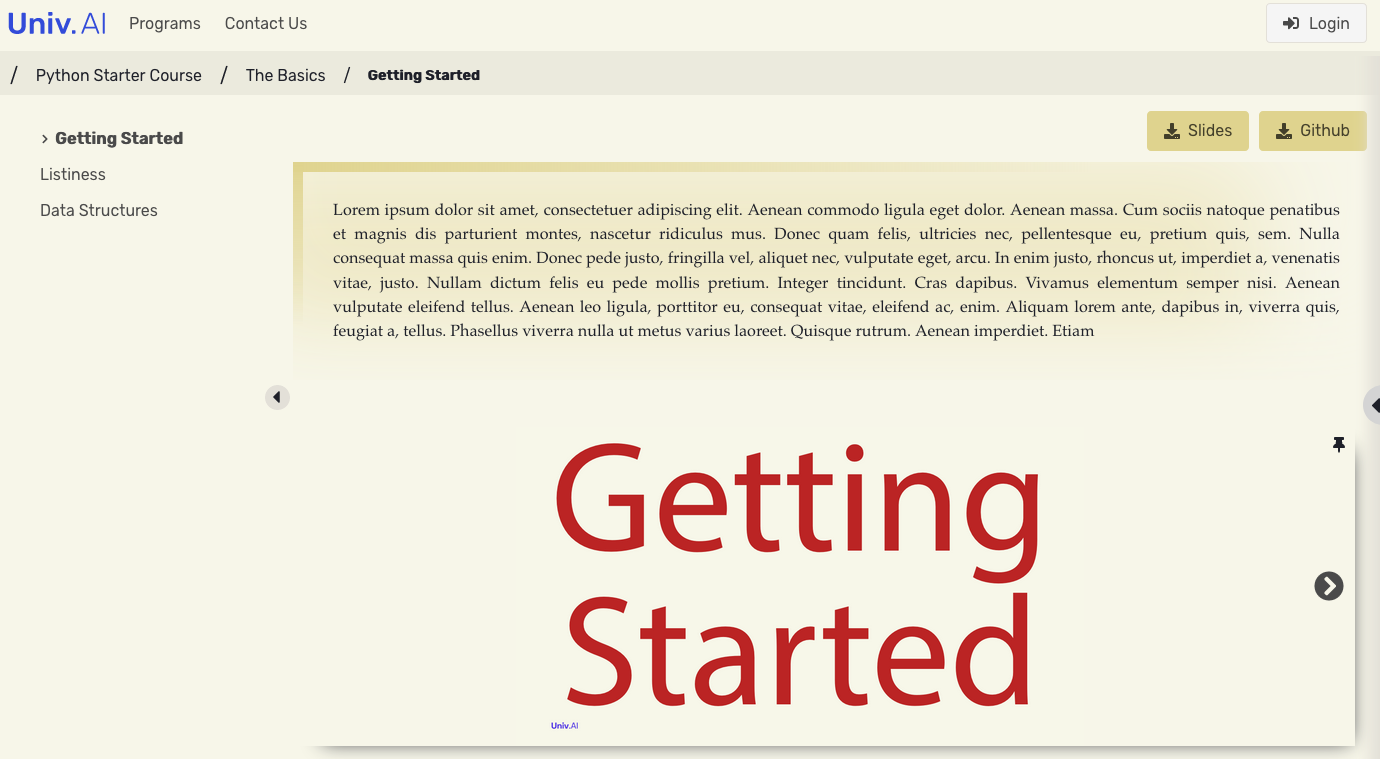 Univ.AI Programs Contact Us Login
/ Python Starter Course / The Basics / Getting Started
Slides Github
> Getting Started
Listiness
Data Structures
Lorem ipsum dolor sit amet, consectetuer adipiscing elit. Aenean commodo ligula eget dolor. Aenean massa. Cum sociis natoque penatibus
et magnis dis parturient montes, nascetur ridiculus mus. Donec quam felis, ultricies nec, pellentesque eu, pretium quis, sem. Nulla
consequat massa quis enim. Donec pede justo, fringilla vel, aliquet nec, vulputate eget, arcu. In enim justo, rhoncus ut, imperdiet a, venenatis
vitae, justo. Nullam dictum felis eu pede mollis pretium. Integer tincidunt. Cras dapibus. Vivamus elementum semper nisi. Aenean
vulputate eleifend tellus. Aenean leo ligula, porttitor eu, consequat vitae, eleifend ac, enim. Aliquam lorem ante, dapibus in, viverra quis,
feugiat a, tellus. Phasellus viverra nulla ut metus varius laoreet. Quisque rutrum. Aenean imperdiet. Etiam
Getting
Started
Univ.AI